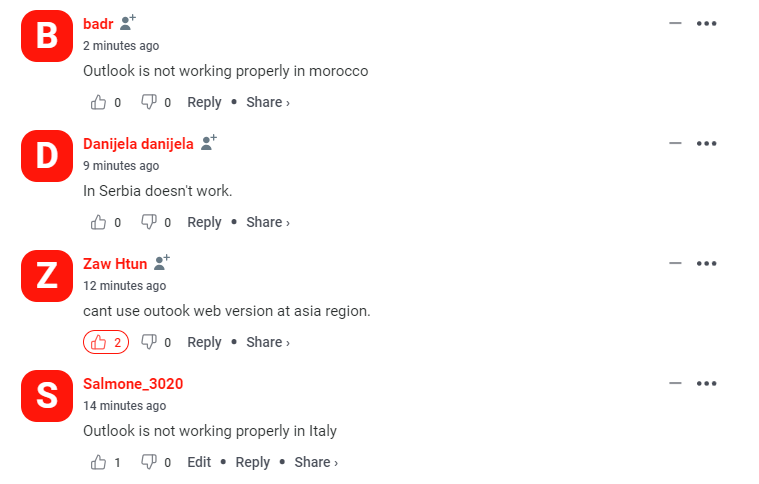 B
badr
2 minutes ago
Outlook is not working properly in morocco
0 0 Reply • Share ›
D
Danijela danijela
9 minutes ago
In Serbia doesn't work.
0 0 Reply • Share ›
Z
Zaw Htun
12 minutes ago
cant use outook web version at asia region.
2 0 Reply • Share ›
S
Salmone_3020
14 minutes ago
Outlook is not working properly in Italy
1 0 Edit • Reply • Share ›